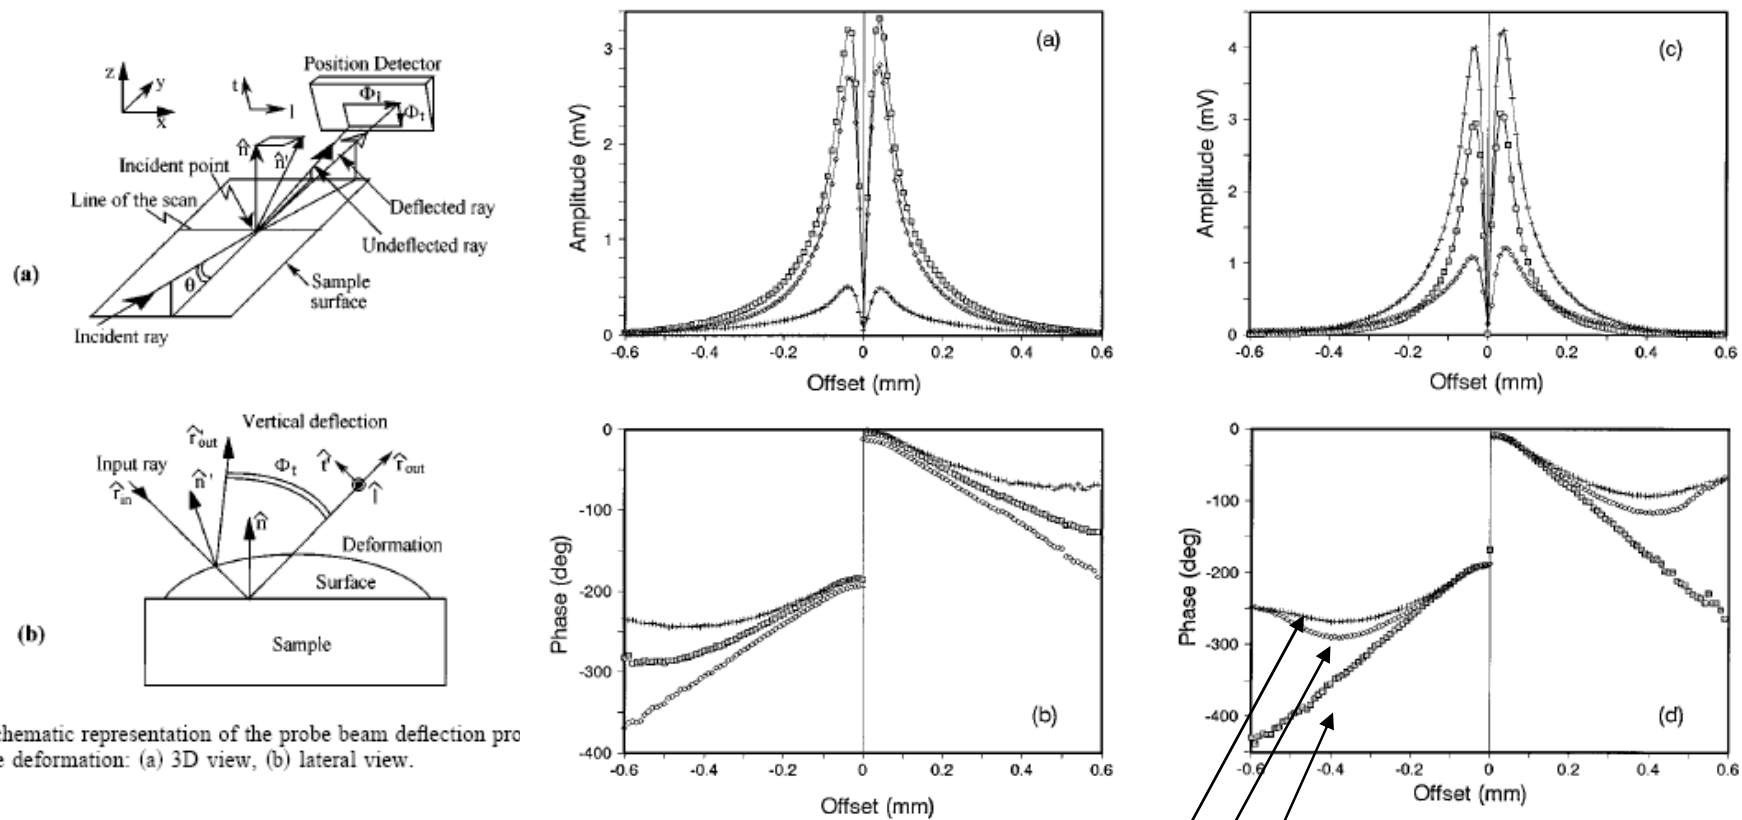 z
y
x
t
l
Position Detector
Φl
Φt
n̂
n̂'
Incident point
Line of the scan
Deflected ray
Undeflected ray
θ
Sample
surface
(a)
Incident ray
r̂'out
Vertical deflection
Input ray
r̂in
n̂'
Φt
t̂'
r̂out
l̂
n̂
Deformation
Surface
(b)
Sample
chematic representation of the probe beam deflection pro
e deformation: (a) 3D view, (b) lateral view.
(a)
Amplitude (mV)
3
2
1
0
-0.6 -0.4 -0.2 0 0.2 0.4 0.6
Offset (mm)
Phase (deg)
0
-100
-200
-300
-400
(b)
-0.6 -0.4 -0.2 0 0.2 0.4 0.6
Offset (mm)
(c)
Amplitude (mV)
4
3
2
1
0
-0.6 -0.4 -0.2 0 0.2 0.4 0.6
Offset (mm)
Phase (deg)
0
-100
-200
-300
-400
(d)
-0.6 -0.4 -0.2 0 0.2 0.4 0.6
Offset (mm)